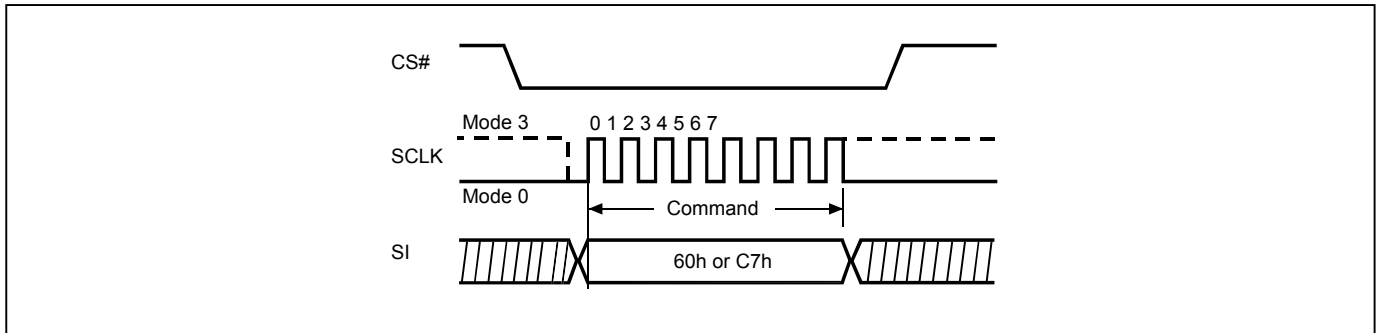 CS#
Mode 3
0 1 2 3 4 5 6 7
SCLK
Mode 0
Command
SI
60h or C7h